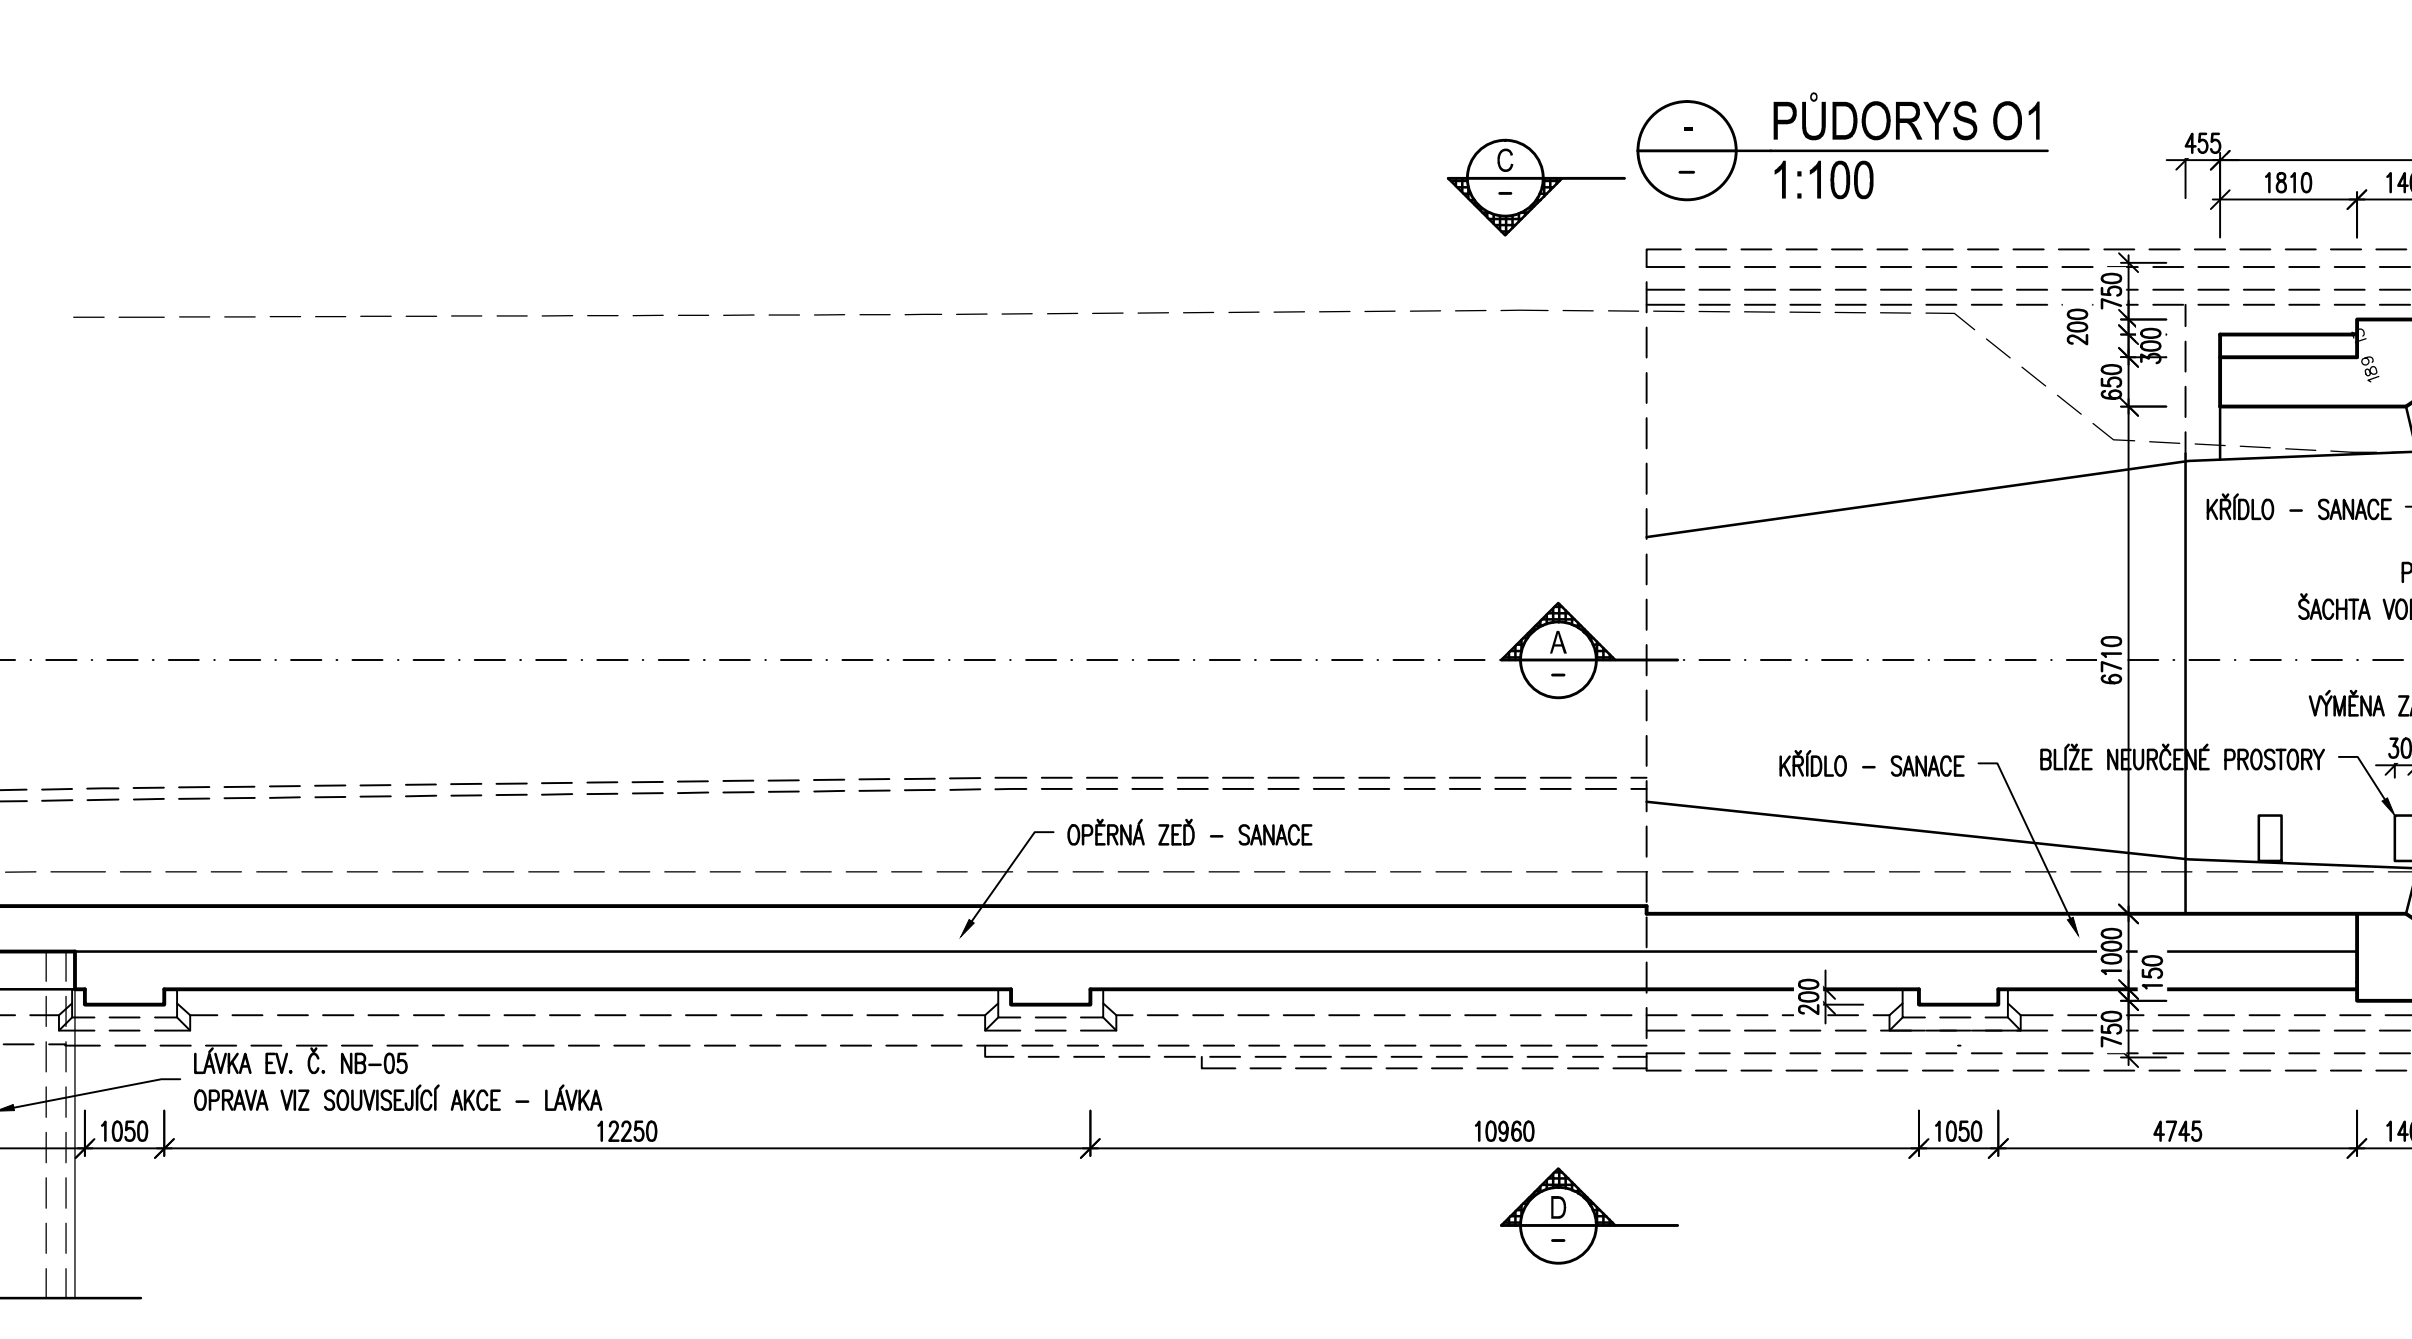 PŮDORYS O1
1:100
C
-
-
–
455
1810
750
200
300
650
189
KŘÍDLO – SANACE
ŠACHTA
A
–
6710
VÝMĚNA
KŘÍDLO – SANACE
BLÍŽE NEURČENÉ PROSTORY
OPĚRNÁ ZEĎ – SANACE
1000
150
200
750
LÁVKA EV. Č. NB–05
OPRAVA VIZ SOUVISEJÍCÍ AKCE – LÁVKA
1050
12250
10960
1050
4745
D
–